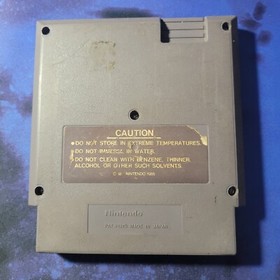 CAUTION
•DO NOT STORE IN EXTREME TEMPERATURES.
•DO NOT IMMERSE IN WATER.
•DO NOT CLEAN WITH BENZENE, THINNER,
ALCOHOL OR OTHER SUCH SOLVENTS.
© NINTENDO
Nintendo
MADE IN JAPAN